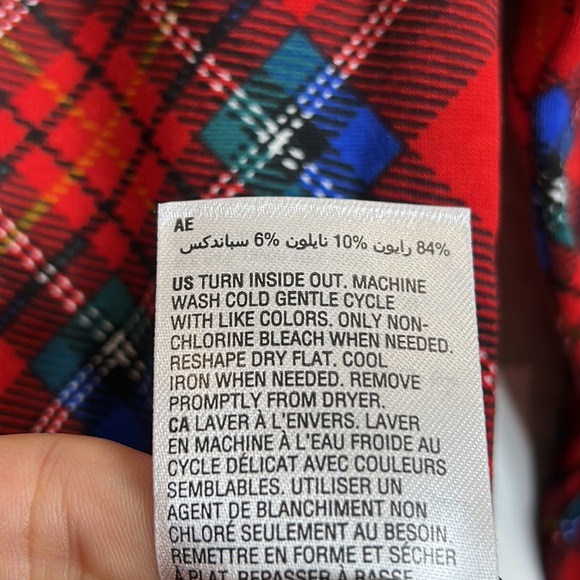 AE
84% رايون 10% نايلون 6% سباندكس
US TURN INSIDE OUT. MACHINE
WASH COLD GENTLE CYCLE
WITH LIKE COLORS. ONLY NON-
CHLORINE BLEACH WHEN NEEDED.
RESHAPE DRY FLAT. COOL
IRON WHEN NEEDED. REMOVE
PROMPTLY FROM DRYER.
CA LAVER À L'ENVERS. LAVER
EN MACHINE À L'EAU FROIDE AU
CYCLE DÉLICAT AVEC COULEURS
SEMBLABLES. UTILISER UN
AGENT DE BLANCHIMENT NON
CHLORÉ SEULEMENT AU BESOIN.
REMETTRE EN FORME ET SÉCHER
À PLAT. REPASSER À BASSE